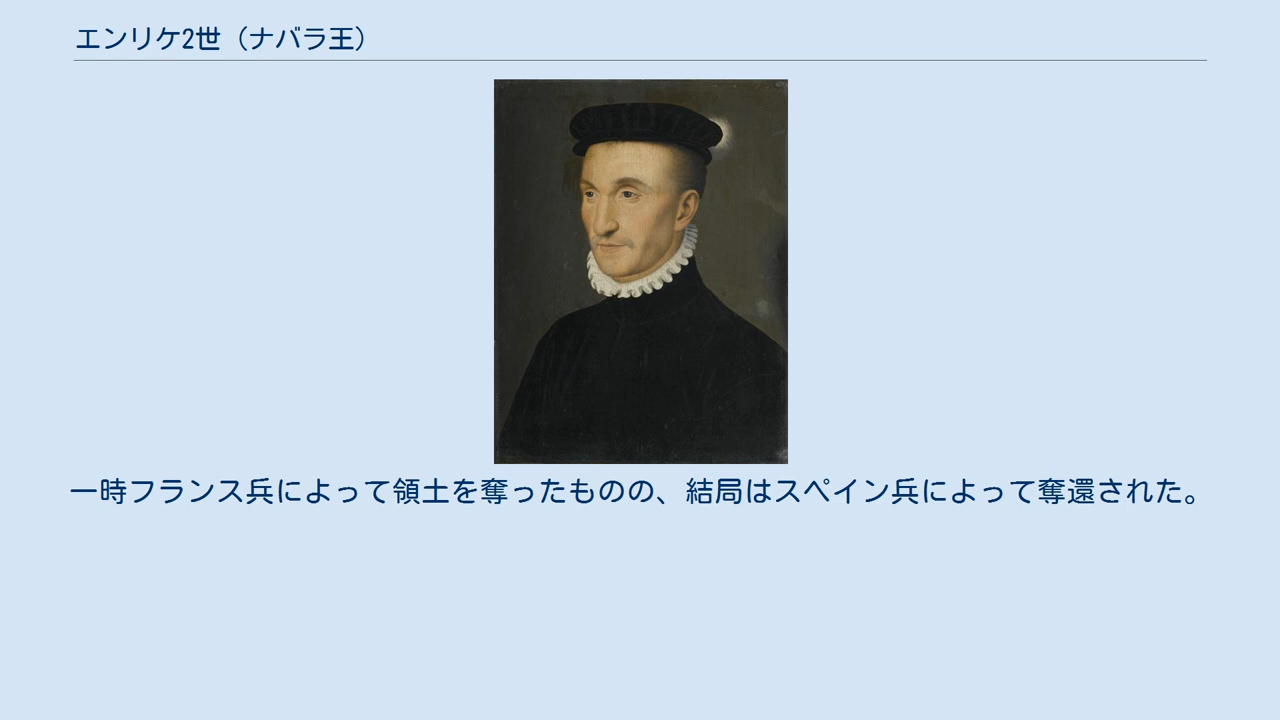 エンリケ2世（ナバラ王）
一時フランス兵によって領土を奪ったものの、結局はスペイン兵によって奪還された。